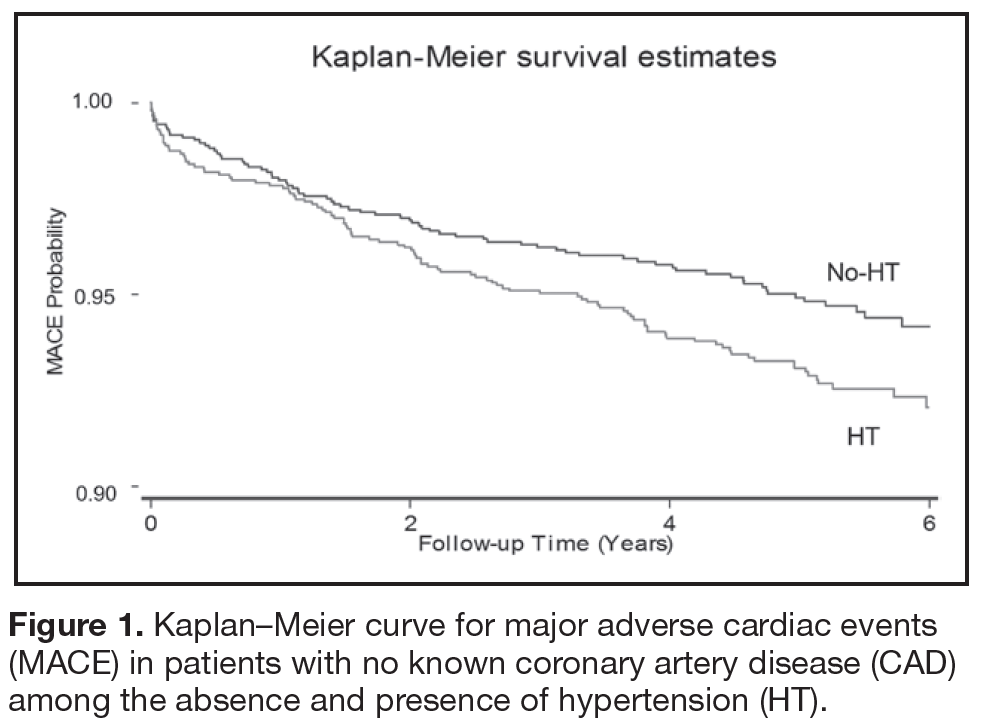 Kaplan-Meier survival estimates
1.00
0.95
0.90
MACE Probability
No-HT
HT
0 2 4 6
Follow-up Time (Years)
Figure 1. Kaplan–Meier curve for major adverse cardiac events
(MACE) in patients with no known coronary artery disease (CAD)
among the absence and presence of hypertension (HT).